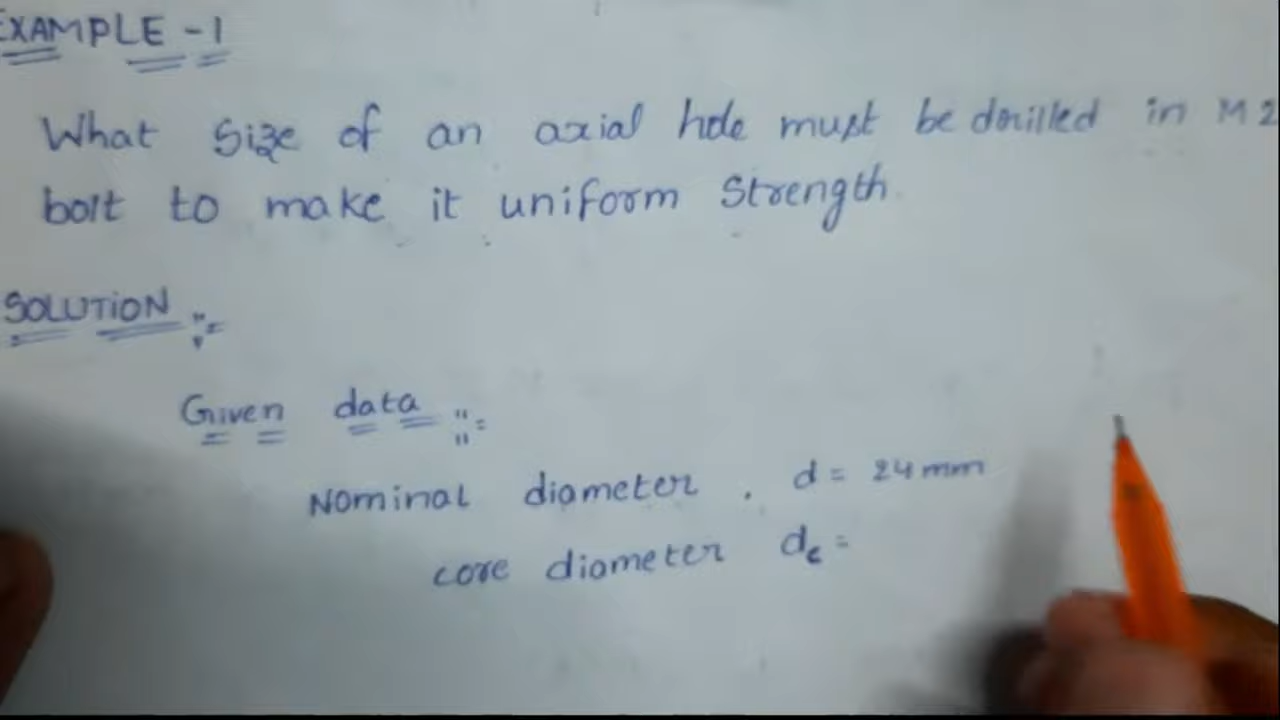 EXAMPLE -1
What size of an axial hole must be drilled in M2
bolt to make it uniform Strength
SOLUTION :-
Given data :-
Nominal diameter . d = 24 mm
core diameter dc =